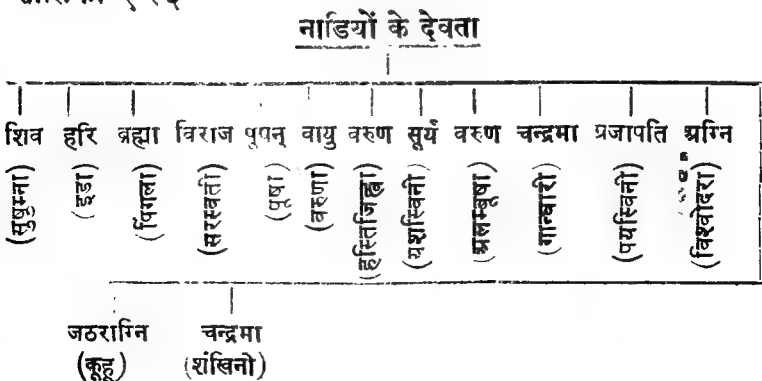 नाडियों के देवता
शिव हरि ब्रह्मा विराज पूषन् वायु वरुण सूर्य वरुण चन्द्रमा प्रजापति अग्नि
(सुषुम्ना) (इडा) (पिंगला) (सरस्वती) (पूषा) (वरुणा) (हस्तिजिह्वा) (यशस्विनी) (अलम्बूषा) (गान्धारी) (पयस्विनी) (विश्वोदरा)
जठराग्नि चन्द्रमा
(कूहू) (शंखिनी)